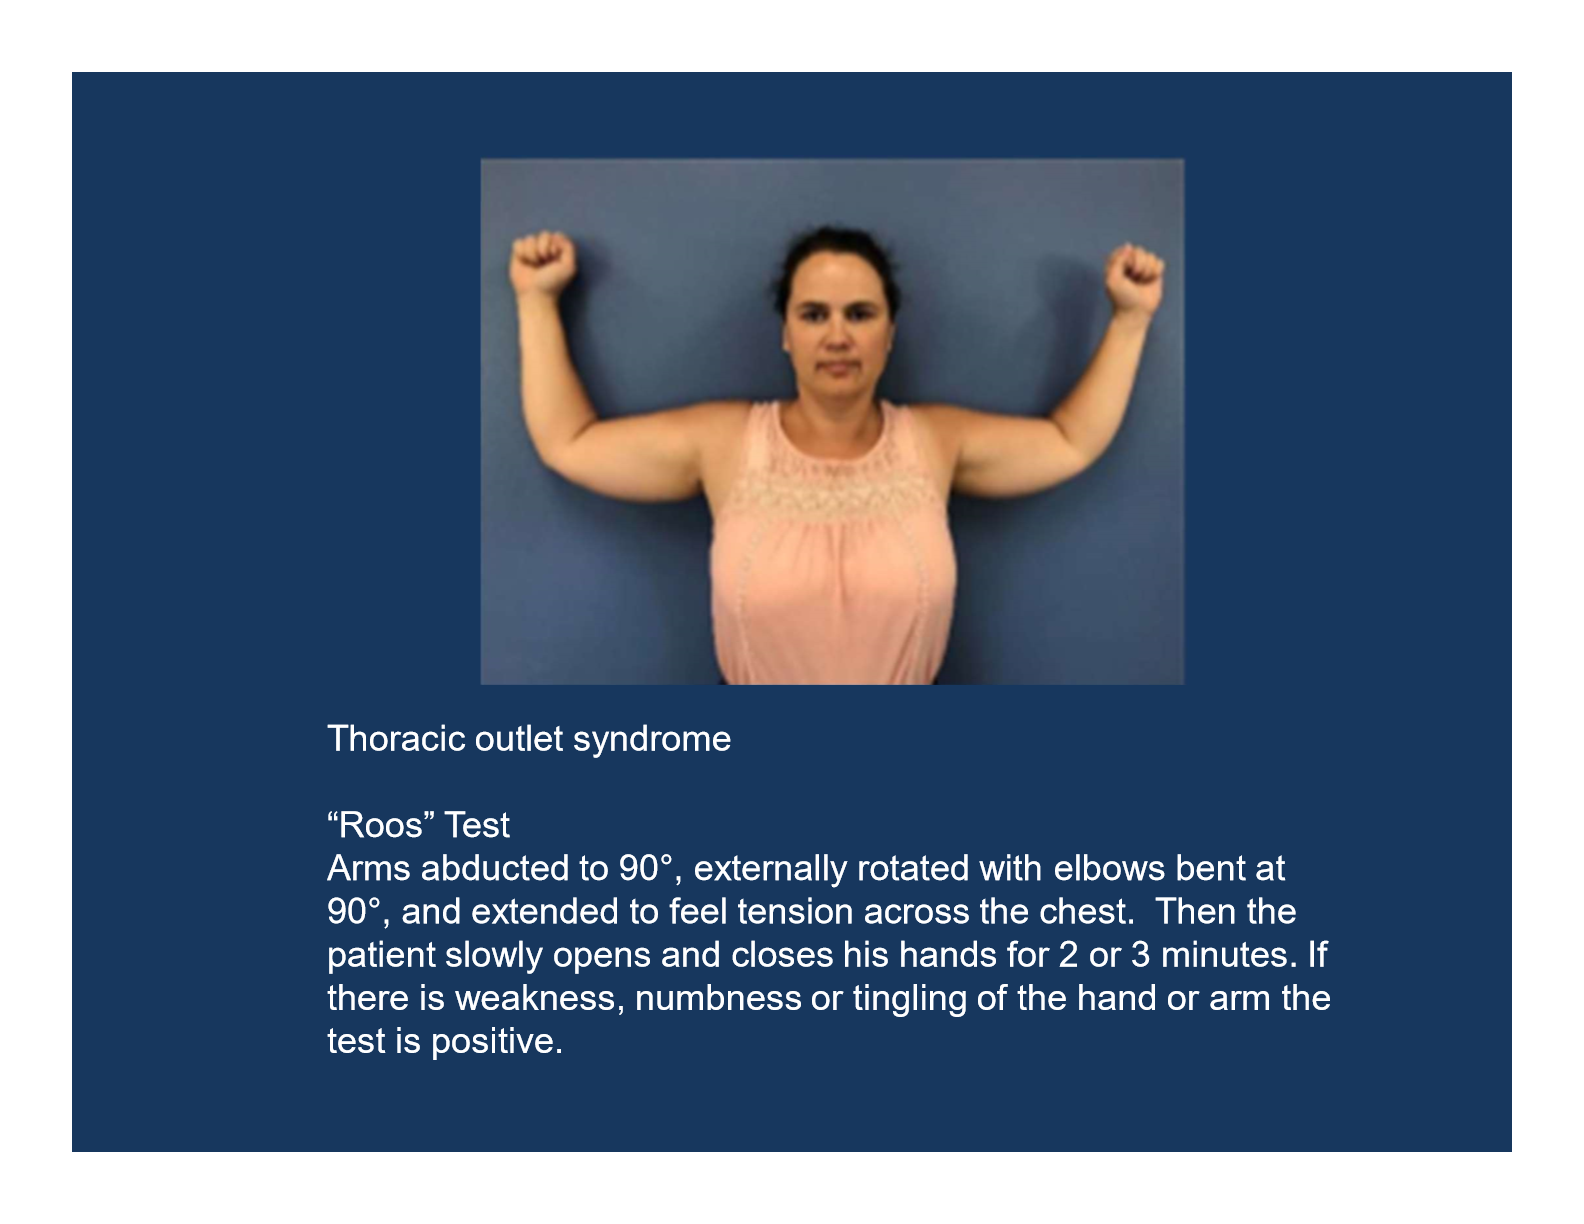 Thoracic outlet syndrome
“Roos” Test
Arms abducted to 90°, externally rotated with elbows bent at
90°, and extended to feel tension across the chest.  Then the
patient slowly opens and closes his hands for 2 or 3 minutes. If
there is weakness, numbness or tingling of the hand or arm the
test is positive.